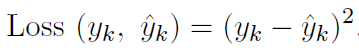 Loss (yₖ, ŷₖ) = (yₖ − ŷₖ)².